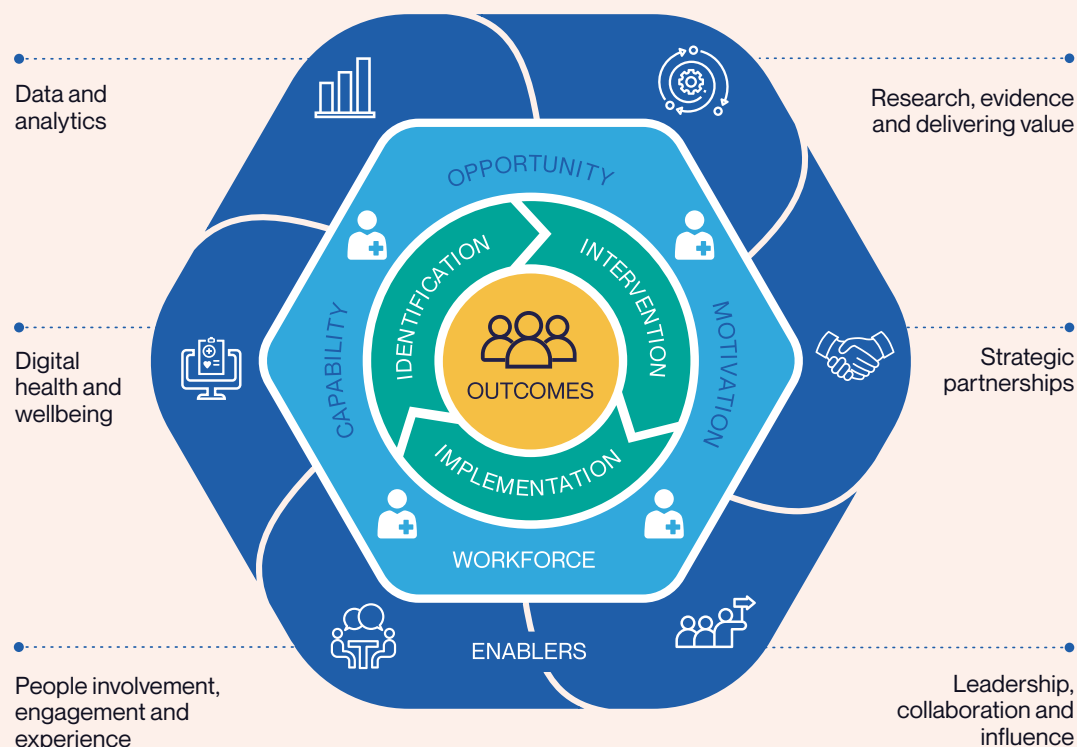 Data and
analytics
Research, evidence
and delivering value
OPPORTUNITY
IDENTIFICATION
INTERVENTION
CAPABILITY
MOTIVATION
OUTCOMES
Digital
health and
wellbeing
Strategic
partnerships
IMPLEMENTATION
WORKFORCE
ENABLERS
People involvement,
engagement and
experience
Leadership,
collaboration and
influence